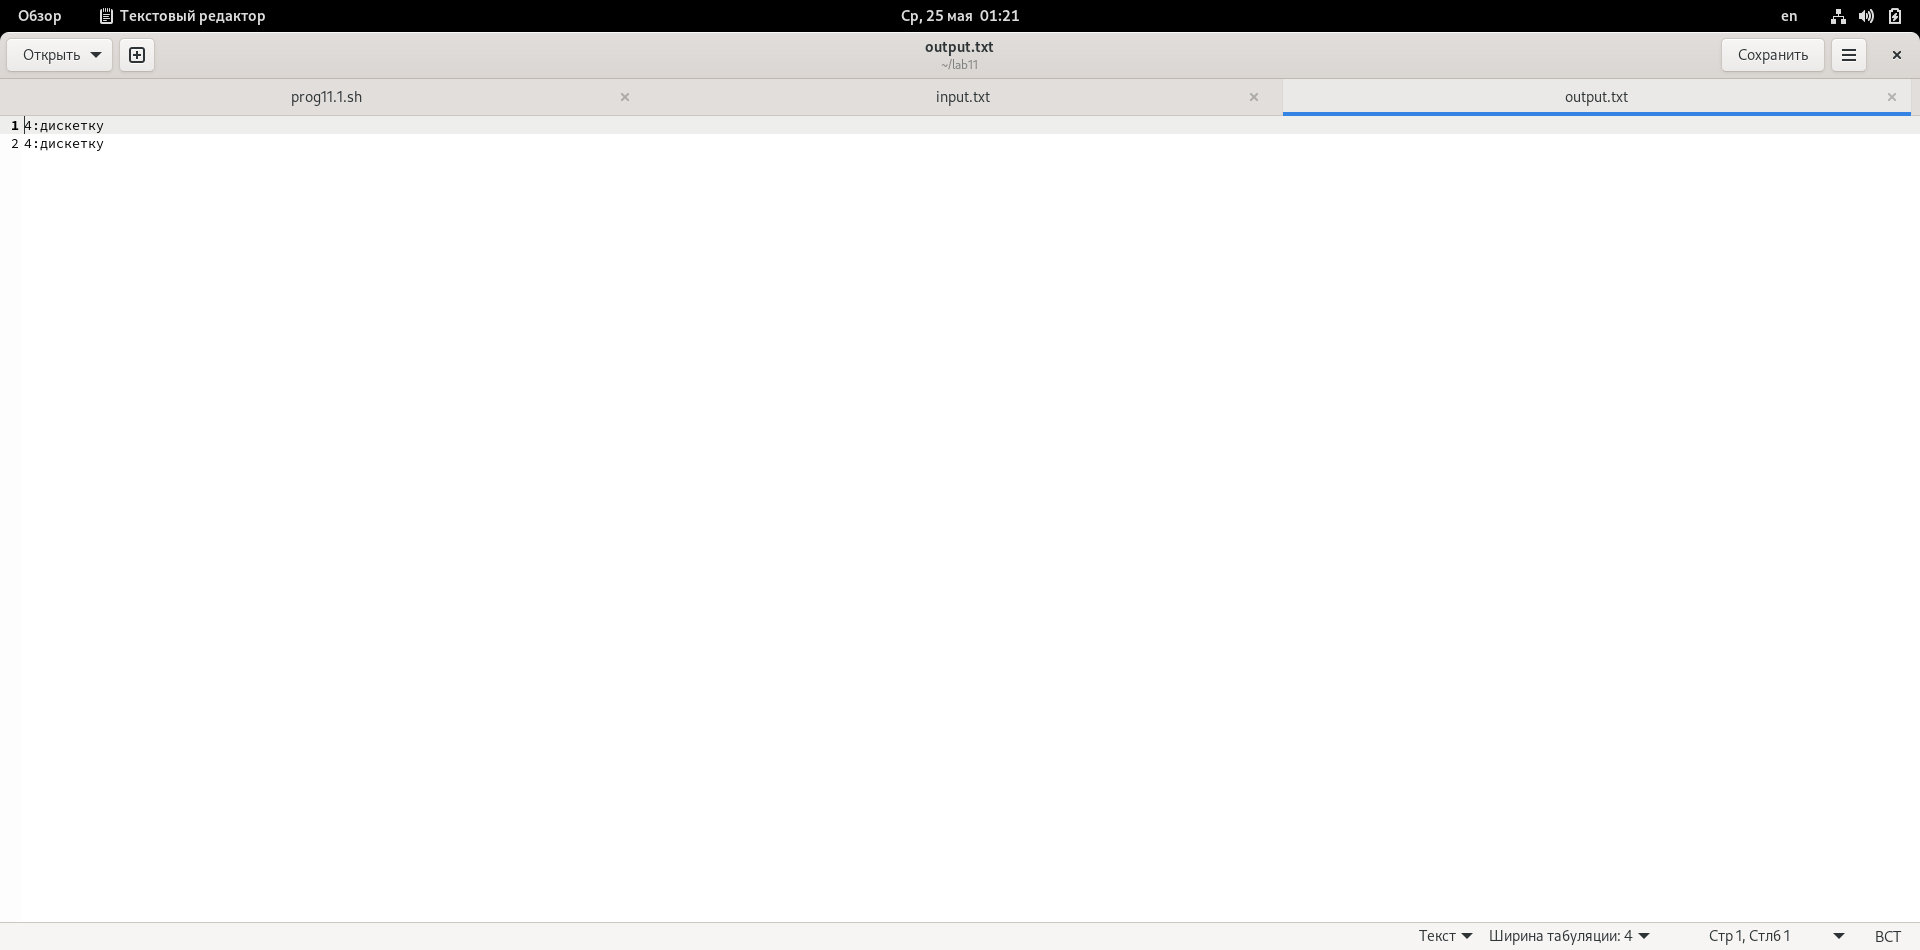 Обзор Текстовый редактор Ср, 25 мая 01:21 en
Открыть output.txt Сохранить
~/lab11
prog11.1.sh input.txt output.txt
1 4:дискетку
2 4:дискетку
Текст Ширина табуляции: 4 Стр 1, Стлб 1 ВСТ